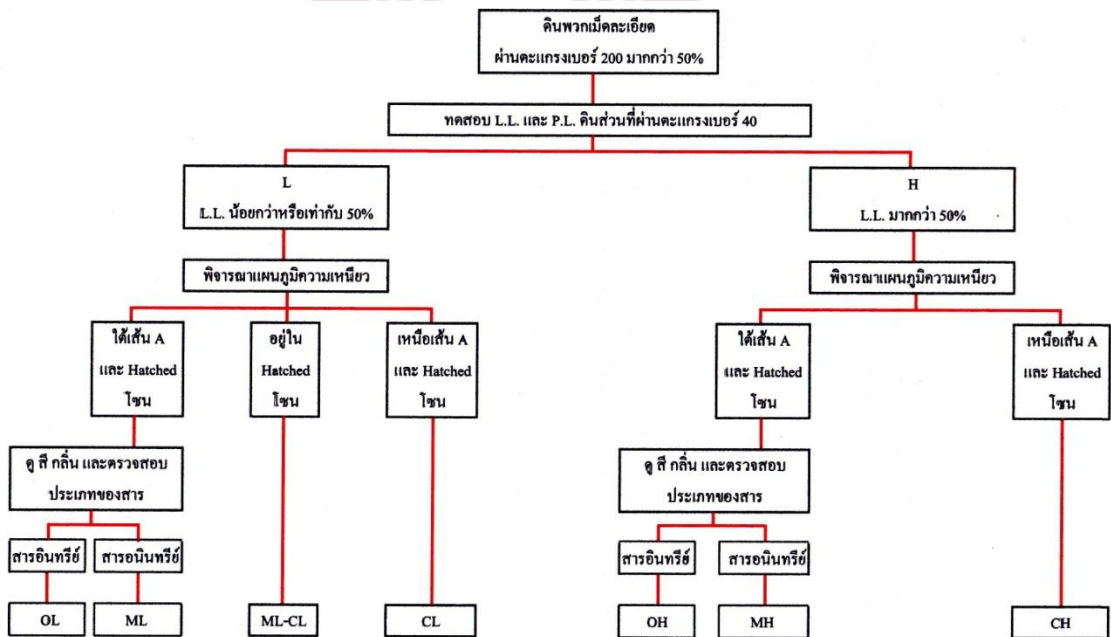 ดินพวกเม็ดละเอียด
ผ่านตะแกรงเบอร์ 200 มากกว่า 50%
ทดสอบ L.L. และ P.L. ดินส่วนที่ผ่านตะแกรงเบอร์ 40
L
L.L. น้อยกว่าหรือเท่ากับ 50%
H
L.L. มากกว่า 50%
พิจารณาแผนภูมิความเหนียว
พิจารณาแผนภูมิความเหนียว
ใต้เส้น A
และ Hatched
โซน
อยู่ใน
Hatched
โซน
เหนือเส้น A
และ Hatched
โซน
ใต้เส้น A
และ Hatched
โซน
เหนือเส้น A
และ Hatched
โซน
ดู สี กลิ่น และตรวจสอบ
ประเภทของสาร
ดู สี กลิ่น และตรวจสอบ
ประเภทของสาร
สารอินทรีย์
สารอนินทรีย์
สารอินทรีย์
สารอนินทรีย์
OL
ML
ML-CL
CL
OH
MH
CH